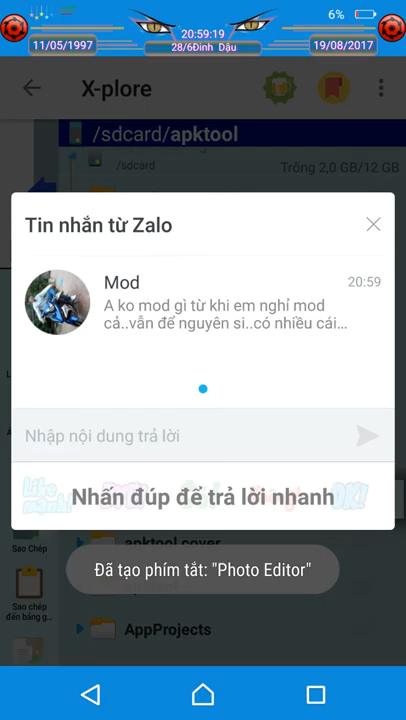 6%
20:59:19
11/05/1997
28/6Đinh Dậu
19/08/2017
X-plore
/sdcard/apktool
/sdcard
Trống 2,0 GB/12 GB
Tin nhắn từ Zalo
Mod
20:59
A ko mod gì từ khi em nghỉ mod
cả..vẫn để nguyên si..có nhiều cái...
Nhập nội dung trả lời
Nhấn đúp để trả lời nhanh
Sao Chép
apktool cover
Đã tạo phím tắt: "Photo Editor"
Sao chép
đến bảng g...
AppProjects